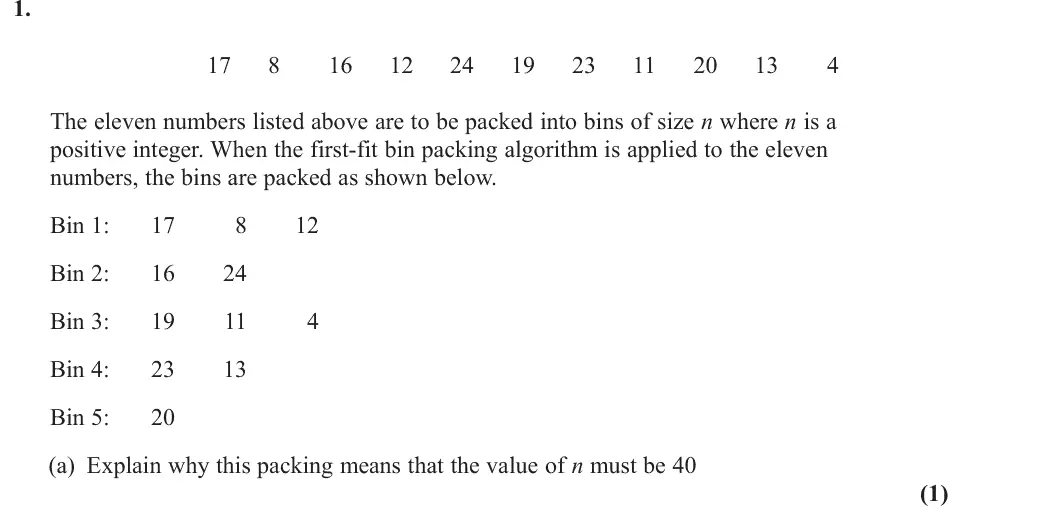 1.
17 8 16 12 24 19 23 11 20 13 4
The eleven numbers listed above are to be packed into bins of size n where n is a
positive integer. When the first-fit bin packing algorithm is applied to the eleven
numbers, the bins are packed as shown below.
Bin 1: 17 8 12
Bin 2: 16 24
Bin 3: 19 11 4
Bin 4: 23 13
Bin 5: 20
(a) Explain why this packing means that the value of n must be 40
(1)